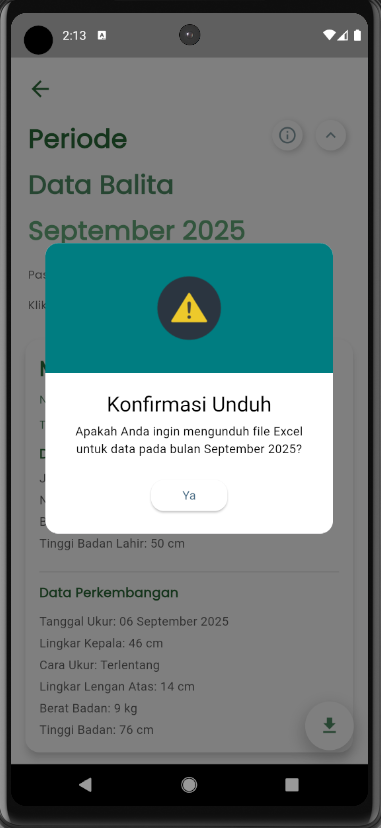 2:13
Periode
Data Balita
September 2025
Konfirmasi Unduh
Apakah Anda ingin mengunduh file Excel
untuk data pada bulan September 2025?
Ya
Tinggi Badan Lahir: 50 cm
Data Perkembangan
Tanggal Ukur: 06 September 2025
Lingkar Kepala: 46 cm
Cara Ukur: Terlentang
Lingkar Lengan Atas: 14 cm
Berat Badan: 9 kg
Tinggi Badan: 76 cm